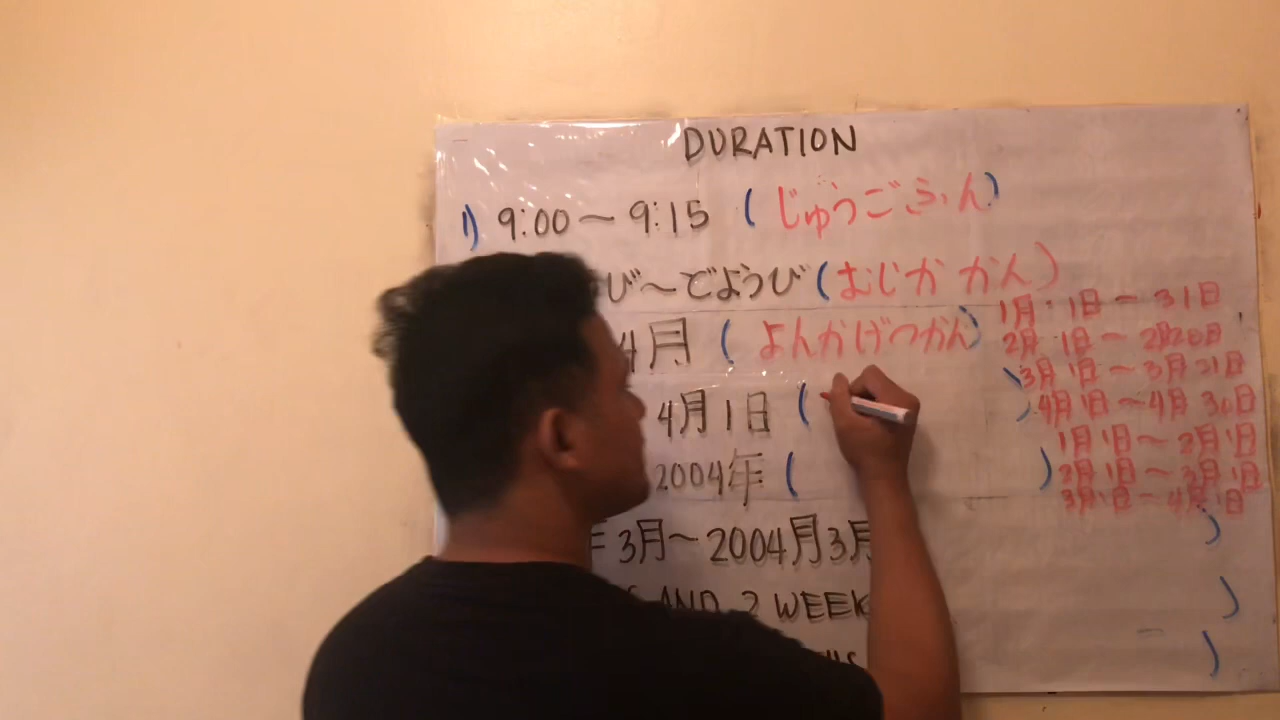 DURATION
1) 9:00 ~ 9:15 (じゅうごふん)
び~どようび (むじかかん)
4月 (よんかげつかん)
1月 1日 ~ 31日
2月 1日 ~ 2月28日
3月 1日 ~ 3月31日
4月1日 (
4月1日 ~ 4月 30日
1月1日 ~ 2月1日
2004年 ( )
2月1日 ~ 3月1日
3月1日 ~ 4月1日
年3月~2004月3月 )
AND 2 WEEK )
)